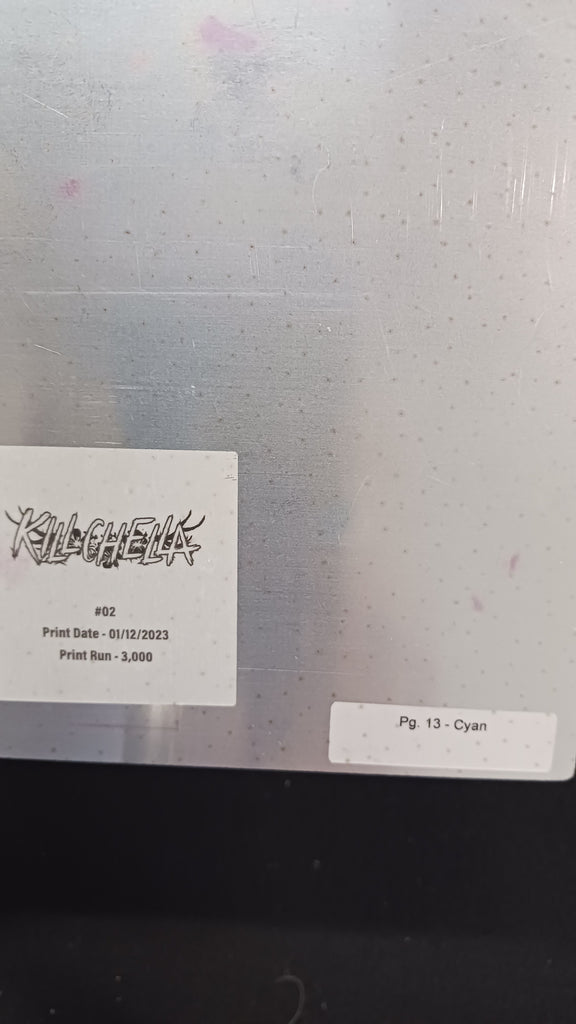 KILLCHELLA
#02
Print Date - 01/12/2023
Print Run - 3,000
Pg. 13 - Cyan